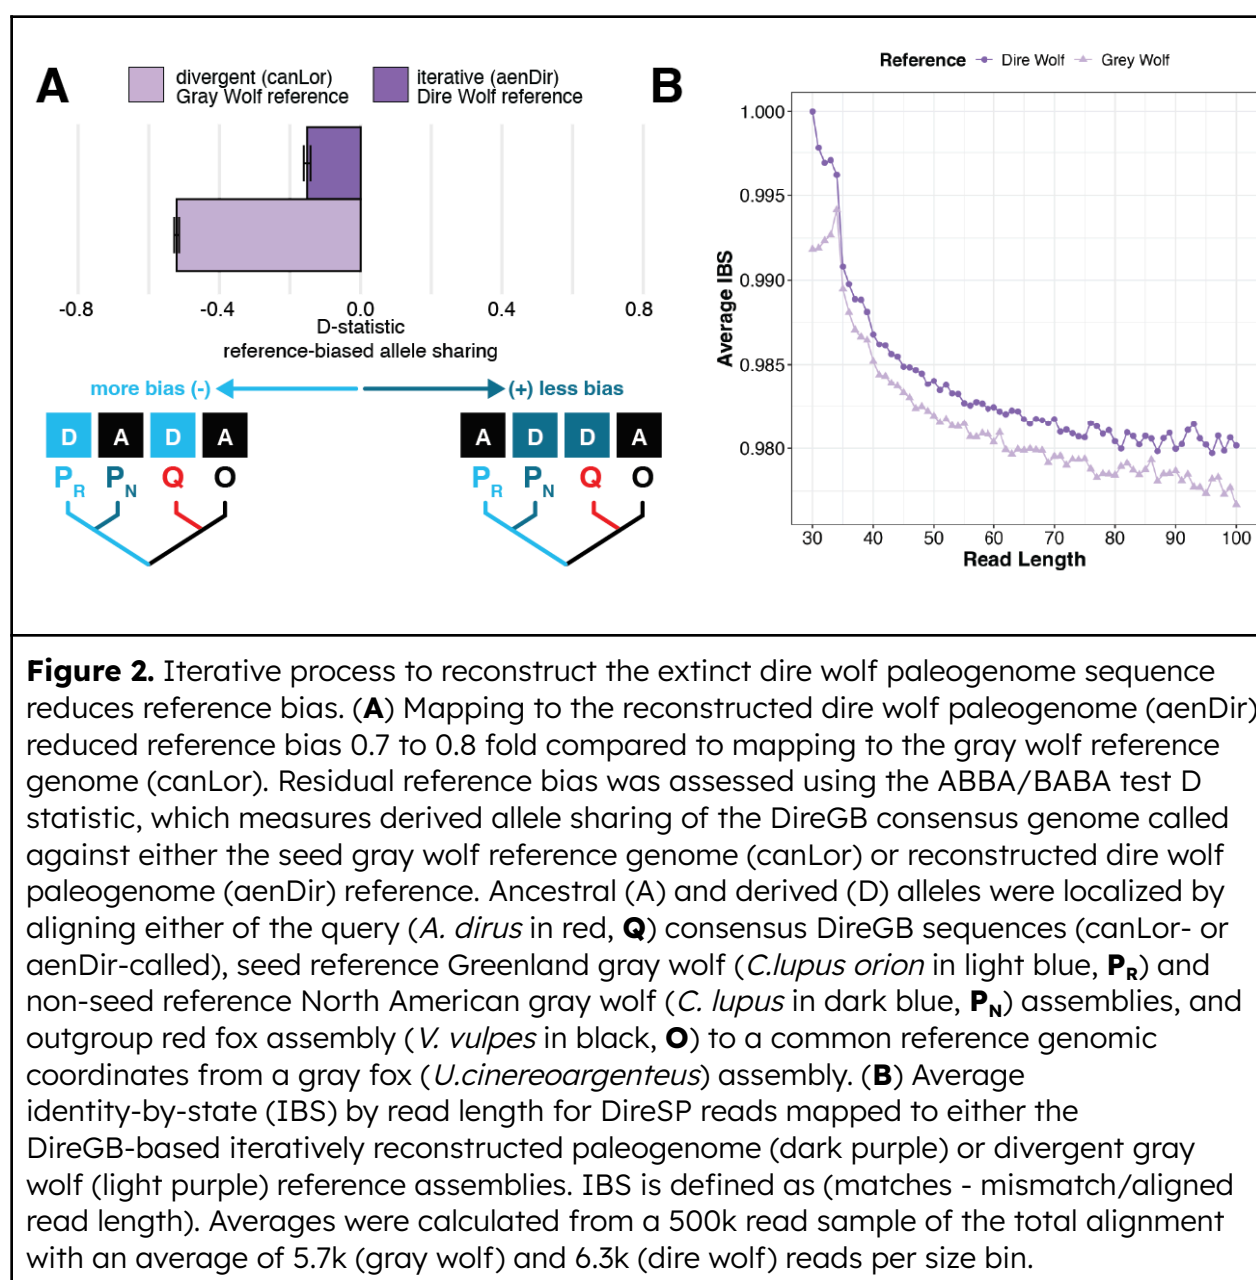 A
divergent (canLor)
Gray Wolf reference
iterative (aenDir)
Dire Wolf reference
-0.8 -0.4 0.0 0.4 0.8
D-statistic
reference-biased allele sharing
more bias (-) (+) less bias
D A D A
P_R P_N Q O
A D D A
P_R P_N Q O
B
Reference Dire Wolf Grey Wolf
1.000
0.995
0.990
0.985
0.980
Average IBS
30 40 50 60 70 80 90 100
Read Length
Figure 2. Iterative process to reconstruct the extinct dire wolf paleogenome sequence
reduces reference bias. (A) Mapping to the reconstructed dire wolf paleogenome (aenDir)
reduced reference bias 0.7 to 0.8 fold compared to mapping to the gray wolf reference
genome (canLor). Residual reference bias was assessed using the ABBA/BABA test D
statistic, which measures derived allele sharing of the DireGB consensus genome called
against either the seed gray wolf reference genome (canLor) or reconstructed dire wolf
paleogenome (aenDir) reference. Ancestral (A) and derived (D) alleles were localized by
aligning either of the query (A. dirus in red, Q) consensus DireGB sequences (canLor- or
aenDir-called), seed reference Greenland gray wolf (C.lupus orion in light blue, P_R) and
non-seed reference North American gray wolf (C. lupus in dark blue, P_N) assemblies, and
outgroup red fox assembly (V. vulpes in black, O) to a common reference genomic
coordinates from a gray fox (U.cinereoargenteus) assembly. (B) Average
identity-by-state (IBS) by read length for DireSP reads mapped to either the
DireGB-based iteratively reconstructed paleogenome (dark purple) or divergent gray
wolf (light purple) reference assemblies. IBS is defined as (matches - mismatch/aligned
read length). Averages were calculated from a 500k read sample of the total alignment
with an average of 5.7k (gray wolf) and 6.3k (dire wolf) reads per size bin.